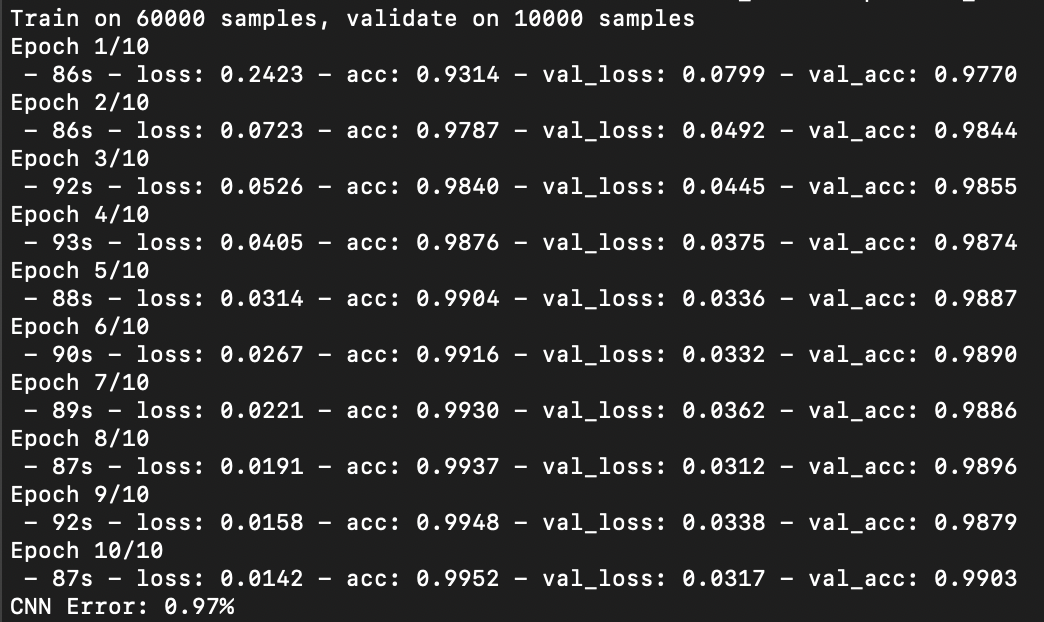 Train on 60000 samples, validate on 10000 samples
Epoch 1/10
 - 86s - loss: 0.2423 - acc: 0.9314 - val_loss: 0.0799 - val_acc: 0.9770
Epoch 2/10
 - 86s - loss: 0.0723 - acc: 0.9787 - val_loss: 0.0492 - val_acc: 0.9844
Epoch 3/10
 - 92s - loss: 0.0526 - acc: 0.9840 - val_loss: 0.0445 - val_acc: 0.9855
Epoch 4/10
 - 93s - loss: 0.0405 - acc: 0.9876 - val_loss: 0.0375 - val_acc: 0.9874
Epoch 5/10
 - 88s - loss: 0.0314 - acc: 0.9904 - val_loss: 0.0336 - val_acc: 0.9887
Epoch 6/10
 - 90s - loss: 0.0267 - acc: 0.9916 - val_loss: 0.0332 - val_acc: 0.9890
Epoch 7/10
 - 89s - loss: 0.0221 - acc: 0.9930 - val_loss: 0.0362 - val_acc: 0.9886
Epoch 8/10
 - 87s - loss: 0.0191 - acc: 0.9937 - val_loss: 0.0312 - val_acc: 0.9896
Epoch 9/10
 - 92s - loss: 0.0158 - acc: 0.9948 - val_loss: 0.0338 - val_acc: 0.9879
Epoch 10/10
 - 87s - loss: 0.0142 - acc: 0.9952 - val_loss: 0.0317 - val_acc: 0.9903
CNN Error: 0.97%